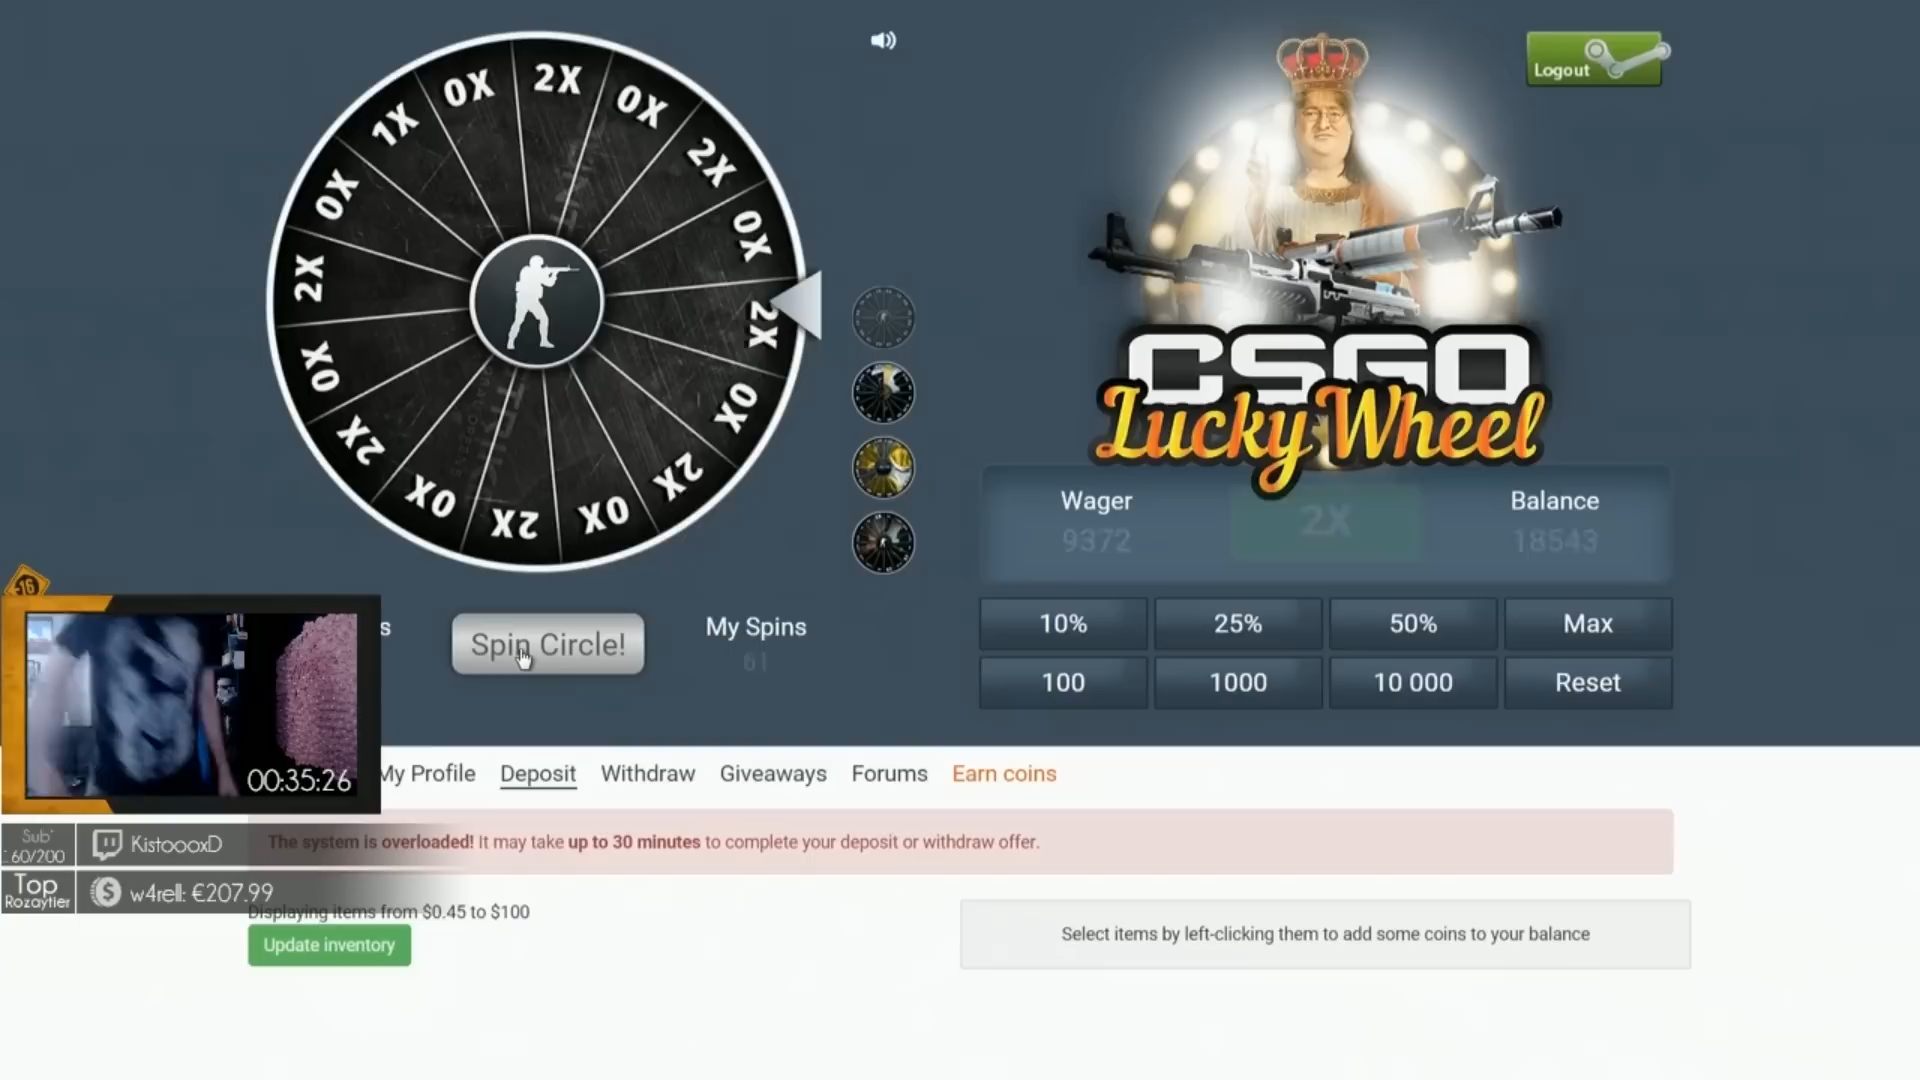 2X
0X
2X
0X
2X
0X
2X
0X
2X
0X
2X
0X
2X
0X
1X
0X
Logout
CSGO
Lucky Wheel
Wager
2X
Balance
9372
18543
s
Spin Circle!
My Spins
61
10%
25%
50%
Max
100
1000
10 000
Reset
16
00:35:26
My Profile
Deposit
Withdraw
Giveaways
Forums
Earn coins
Sub'
60/200
KistoooxD
The system is overloaded! It may take up to 30 minutes to complete your deposit or withdraw offer.
Top
Rozaytier
w4rell: €207.99
Displaying items from $0.45 to $100
Update inventory
Select items by left-clicking them to add some coins to your balance